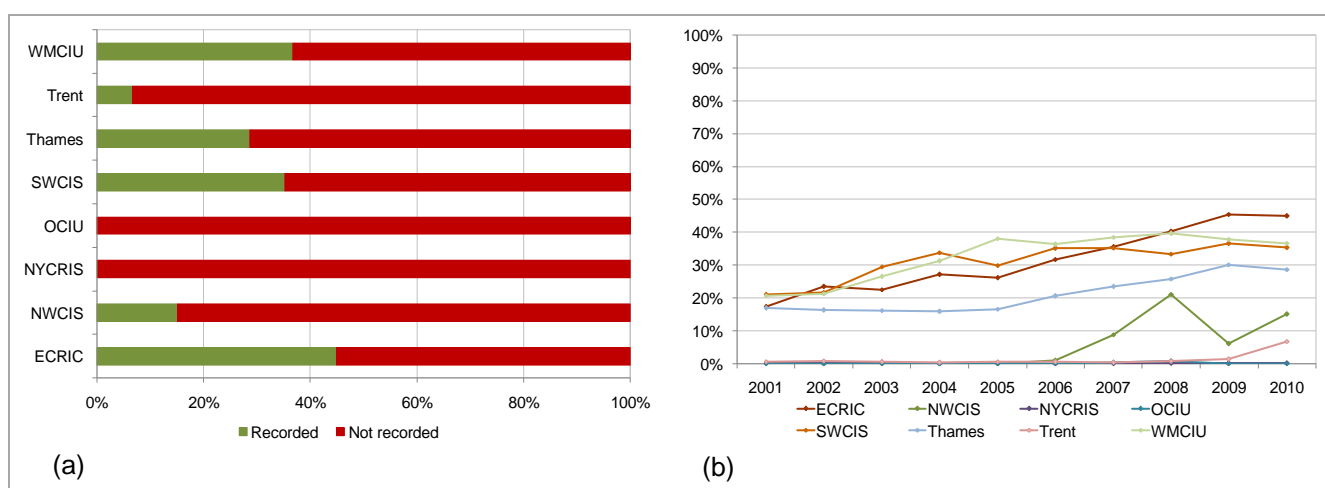 WMCIU
Trent
Thames
SWCIS
OCIU
NYCRIS
NWCIS
ECRIC
0% 20% 40% 60% 80% 100%
Recorded Not recorded
(a)
100%
90%
80%
70%
60%
50%
40%
30%
20%
10%
0%
2001 2002 2003 2004 2005 2006 2007 2008 2009 2010
ECRIC NWCIS NYCRIS OCIU
SWCIS Thames Trent WMCIU
(b)